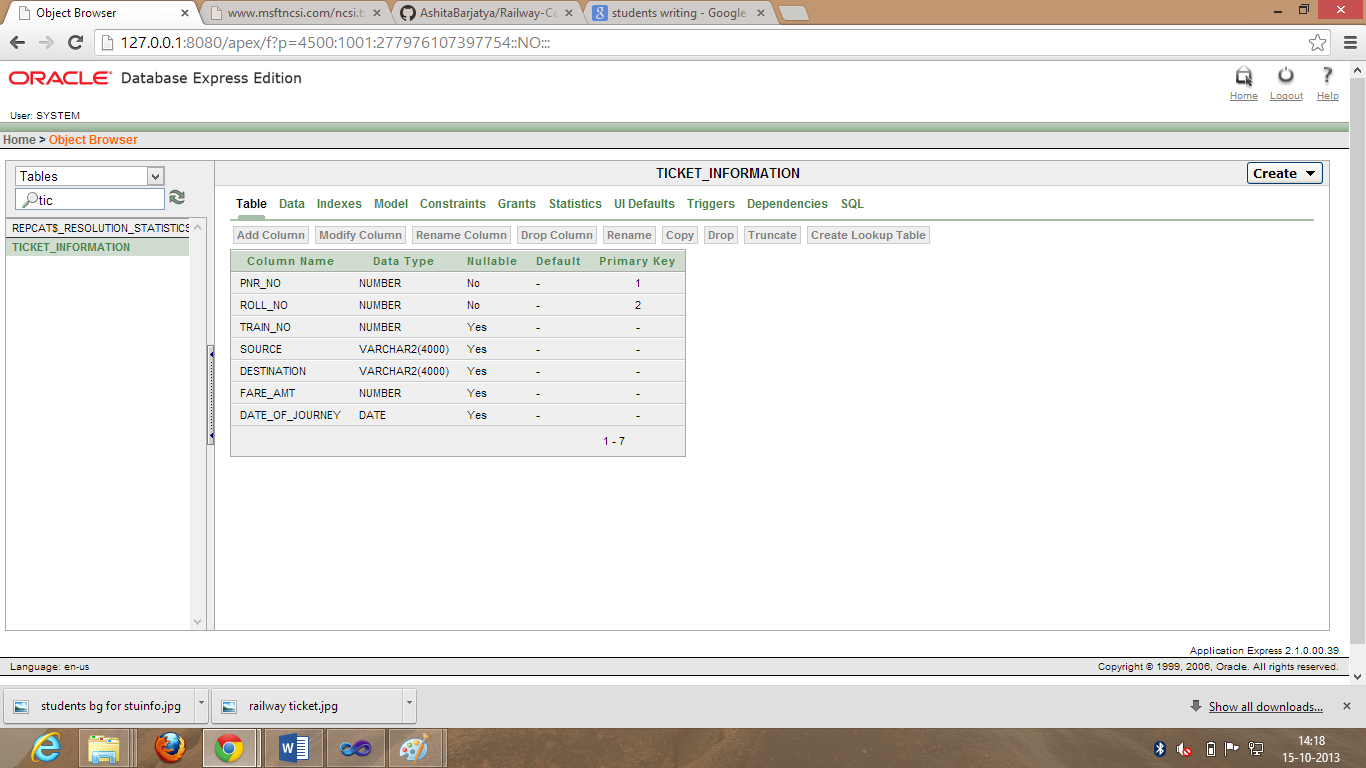 Object Browser
www.msftncsi.com/ncsi.t
AshitaBarjatya/Railway-Co
students writing - Google
127.0.0.1:8080/apex/f?p=4500:1001:277976107397754::NO:::
ORACLE Database Express Edition
Home Logout Help
User: SYSTEM
Home > Object Browser
Tables
tic
REPCAT$_RESOLUTION_STATISTICS
TICKET_INFORMATION
TICKET_INFORMATION
Create
Table Data Indexes Model Constraints Grants Statistics UI Defaults Triggers Dependencies SQL
Add Column Modify Column Rename Column Drop Column Rename Copy Drop Truncate Create Lookup Table
Column Name Data Type Nullable Default Primary Key
PNR_NO NUMBER No - 1
ROLL_NO NUMBER No - 2
TRAIN_NO NUMBER Yes - -
SOURCE VARCHAR2(4000) Yes - -
DESTINATION VARCHAR2(4000) Yes - -
FARE_AMT NUMBER Yes - -
DATE_OF_JOURNEY DATE Yes - -
1 - 7
Application Express 2.1.0.00.39
Language: en-us
Copyright © 1999, 2006, Oracle. All rights reserved.
students bg for stuinfo.jpg
railway ticket.jpg
Show all downloads...
14:18
15-10-2013